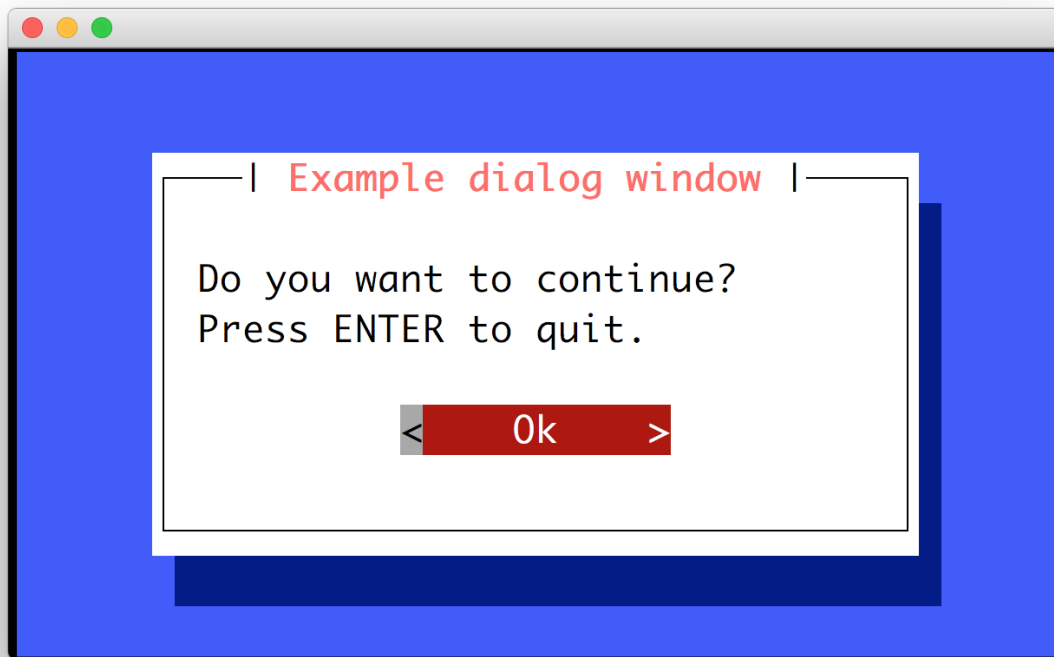 Example dialog window
Do you want to continue?
Press ENTER to quit.
< Ok >